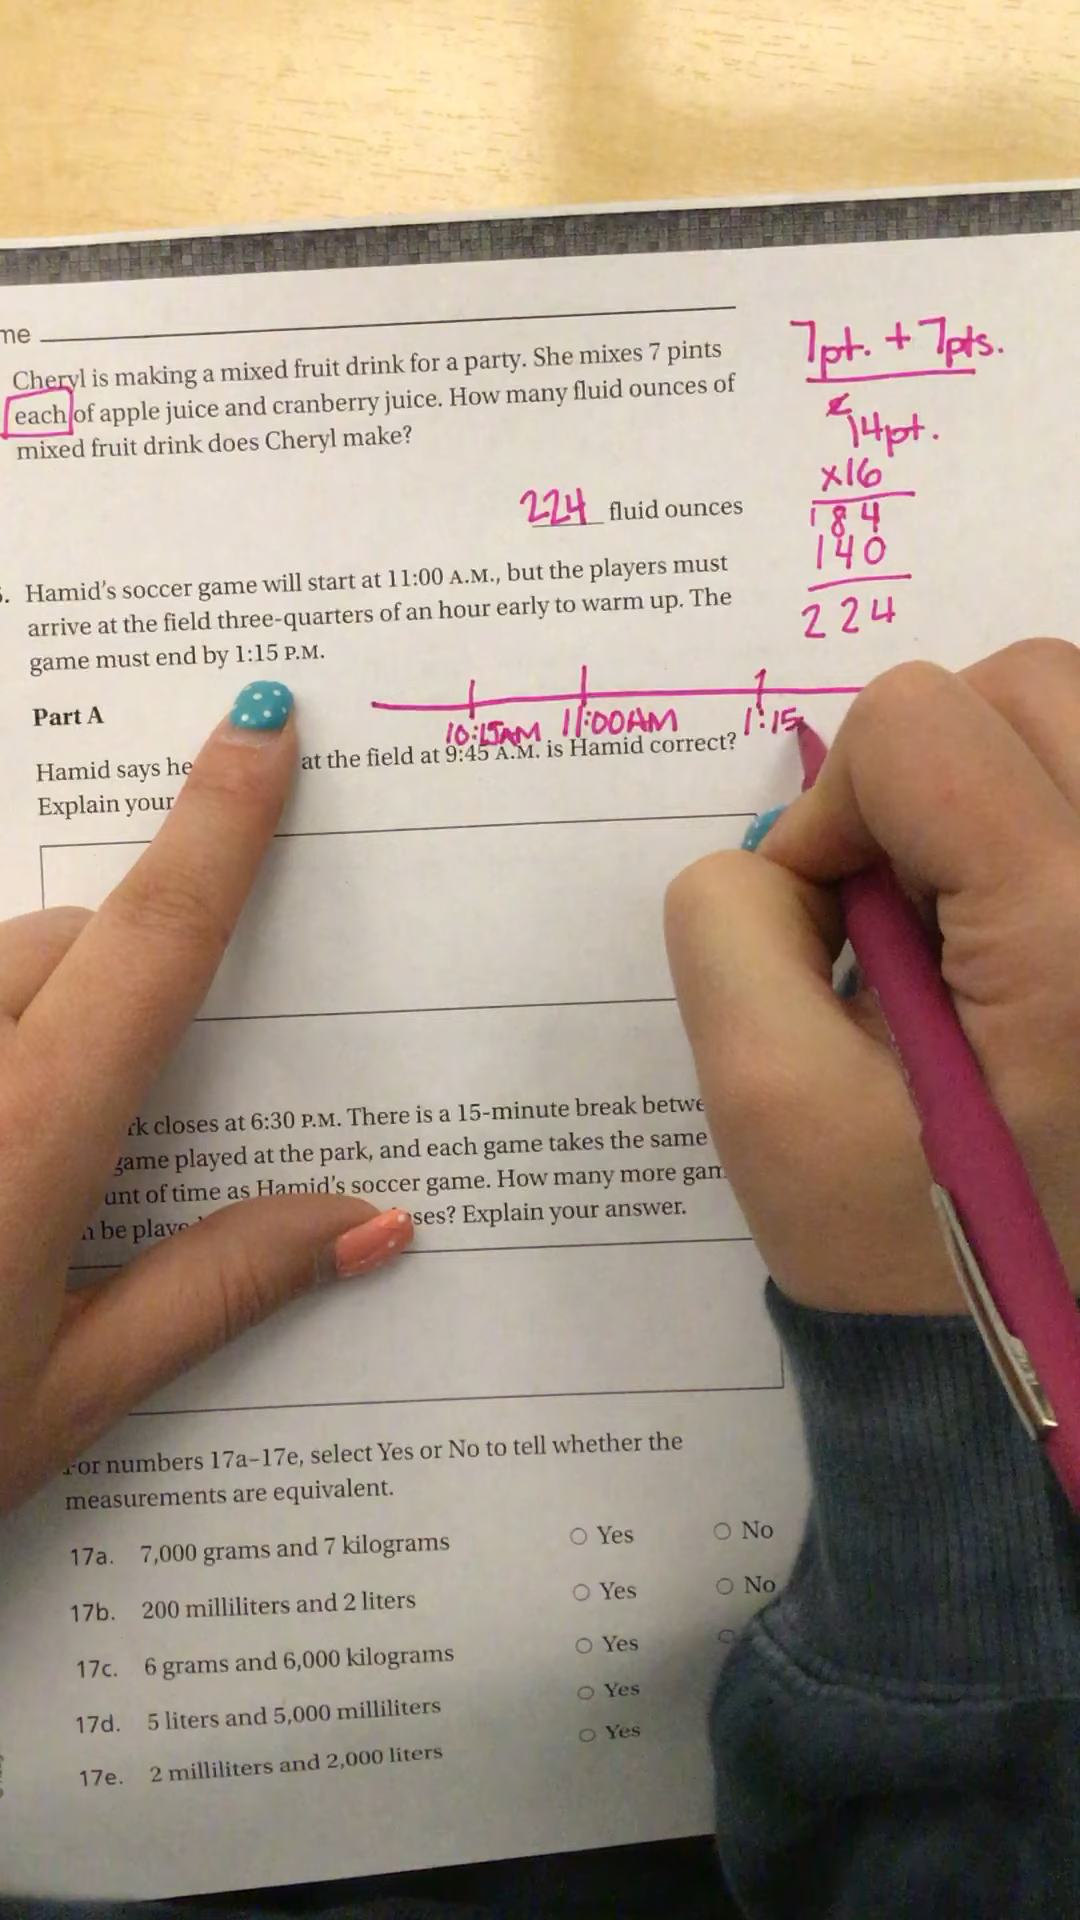 me
7pt. + 7pts.
Cheryl is making a mixed fruit drink for a party. She mixes 7 pints
each of apple juice and cranberry juice. How many fluid ounces of
mixed fruit drink does Cheryl make?
14pt.
x16
184
140
224
224 fluid ounces
. Hamid's soccer game will start at 11:00 A.M., but the players must
arrive at the field three-quarters of an hour early to warm up. The
game must end by 1:15 P.M.
10:15AM 11:00AM 1:15
Part A
Hamid says he at the field at 9:45 A.M. is Hamid correct?
Explain your
closes at 6:30 P.M. There is a 15-minute break
game played at the park, and each game takes the same
of time as Hamid's soccer game. How many more
be Explain your answer.
For numbers 17a–17e, select Yes or No to tell whether the
measurements are equivalent.
17a. 7,000 grams and 7 kilograms Yes No
17b. 200 milliliters and 2 liters Yes No
17c. 6 grams and 6,000 kilograms Yes
17d. 5 liters and 5,000 milliliters Yes
17e. 2 milliliters and 2,000 liters Yes